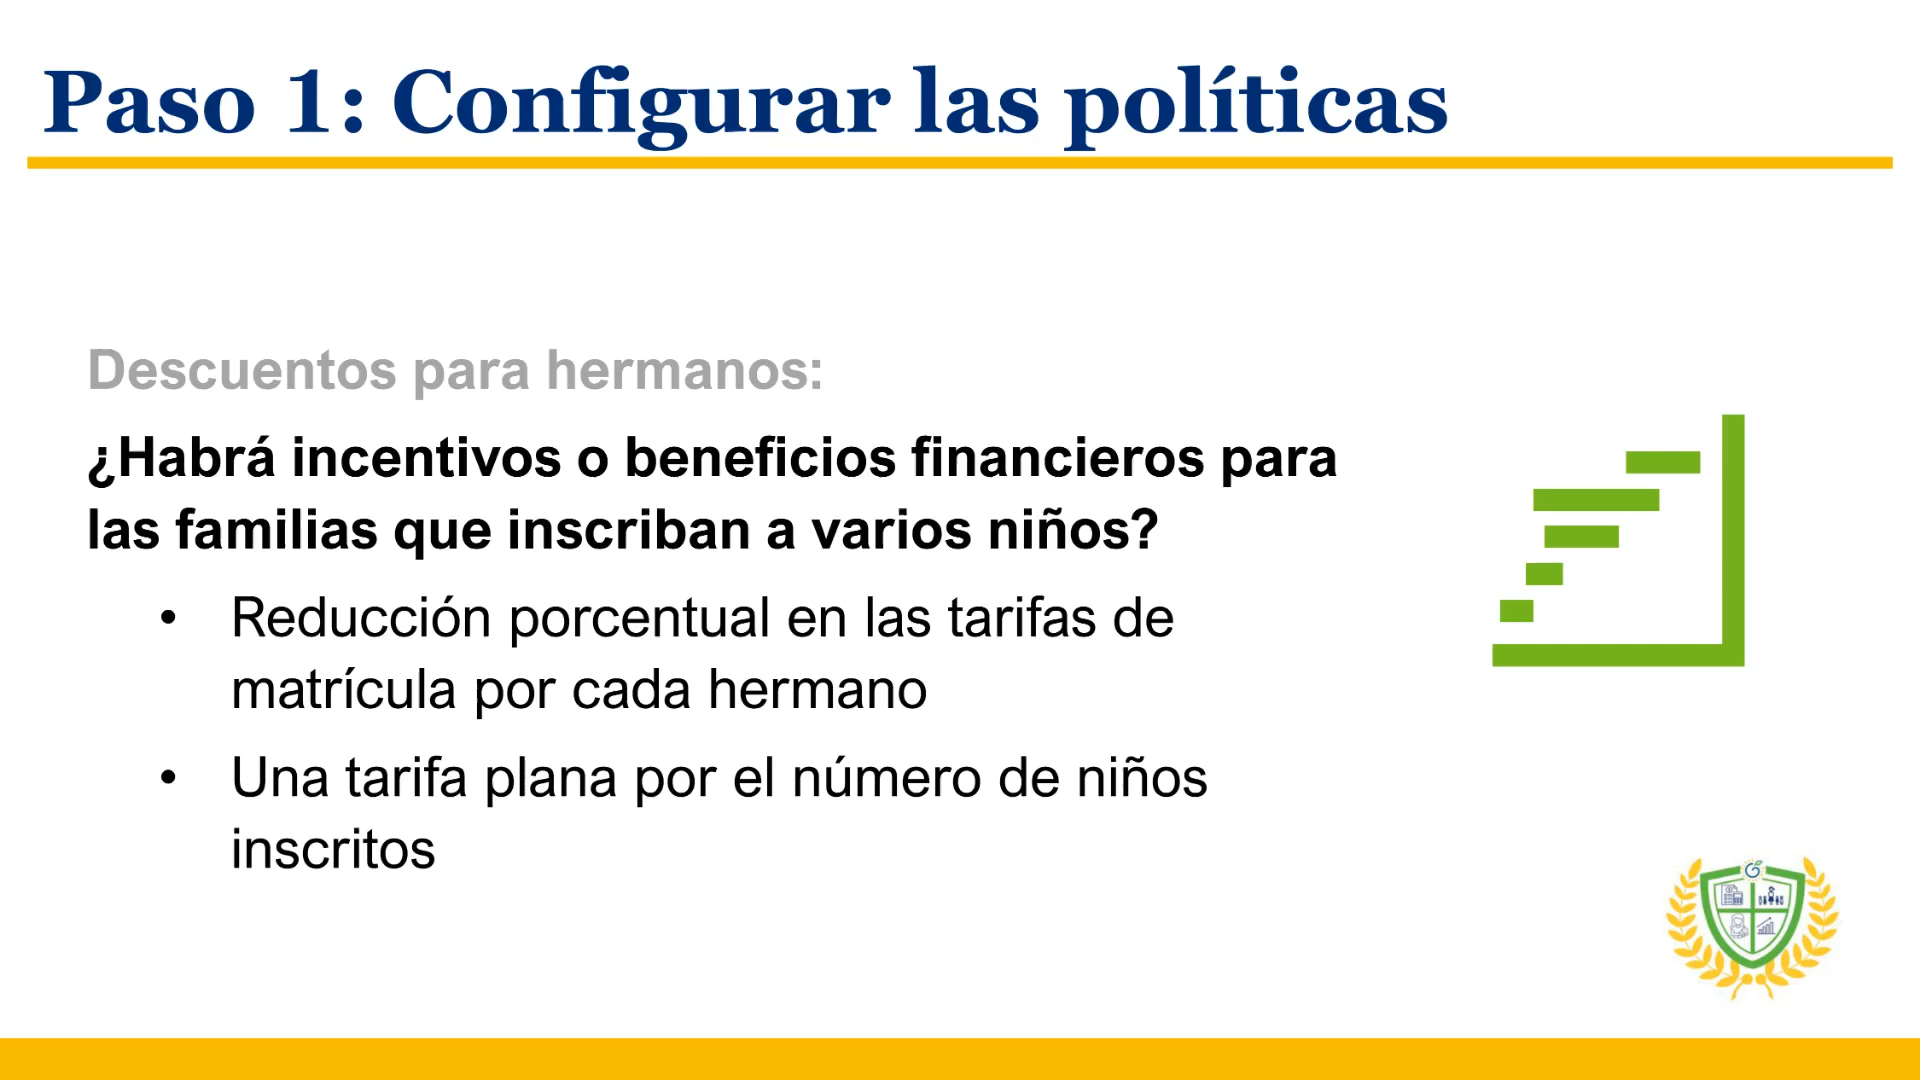 Paso 1: Configurar las políticas
Descuentos para hermanos:
¿Habrá incentivos o beneficios financieros para
las familias que inscriban a varios niños?
• Reducción porcentual en las tarifas de
matrícula por cada hermano
• Una tarifa plana por el número de niños
inscritos